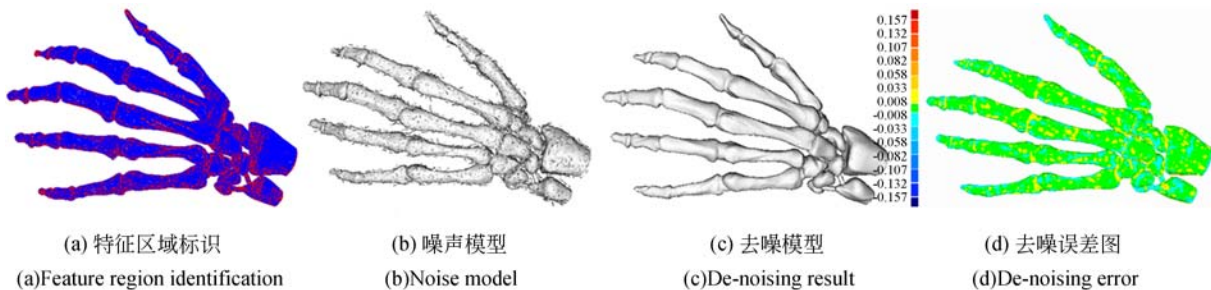 0.157
0.132
0.107
0.082
0.058
0.033
0.008
-0.008
-0.033
-0.058
-0.082
-0.107
-0.132
-0.157
(a) 特征区域标识
(b) 噪声模型
(c) 去噪模型
(d) 去噪误差图
(a)Feature region identification
(b)Noise model
(c)De-noising result
(d)De-noising error